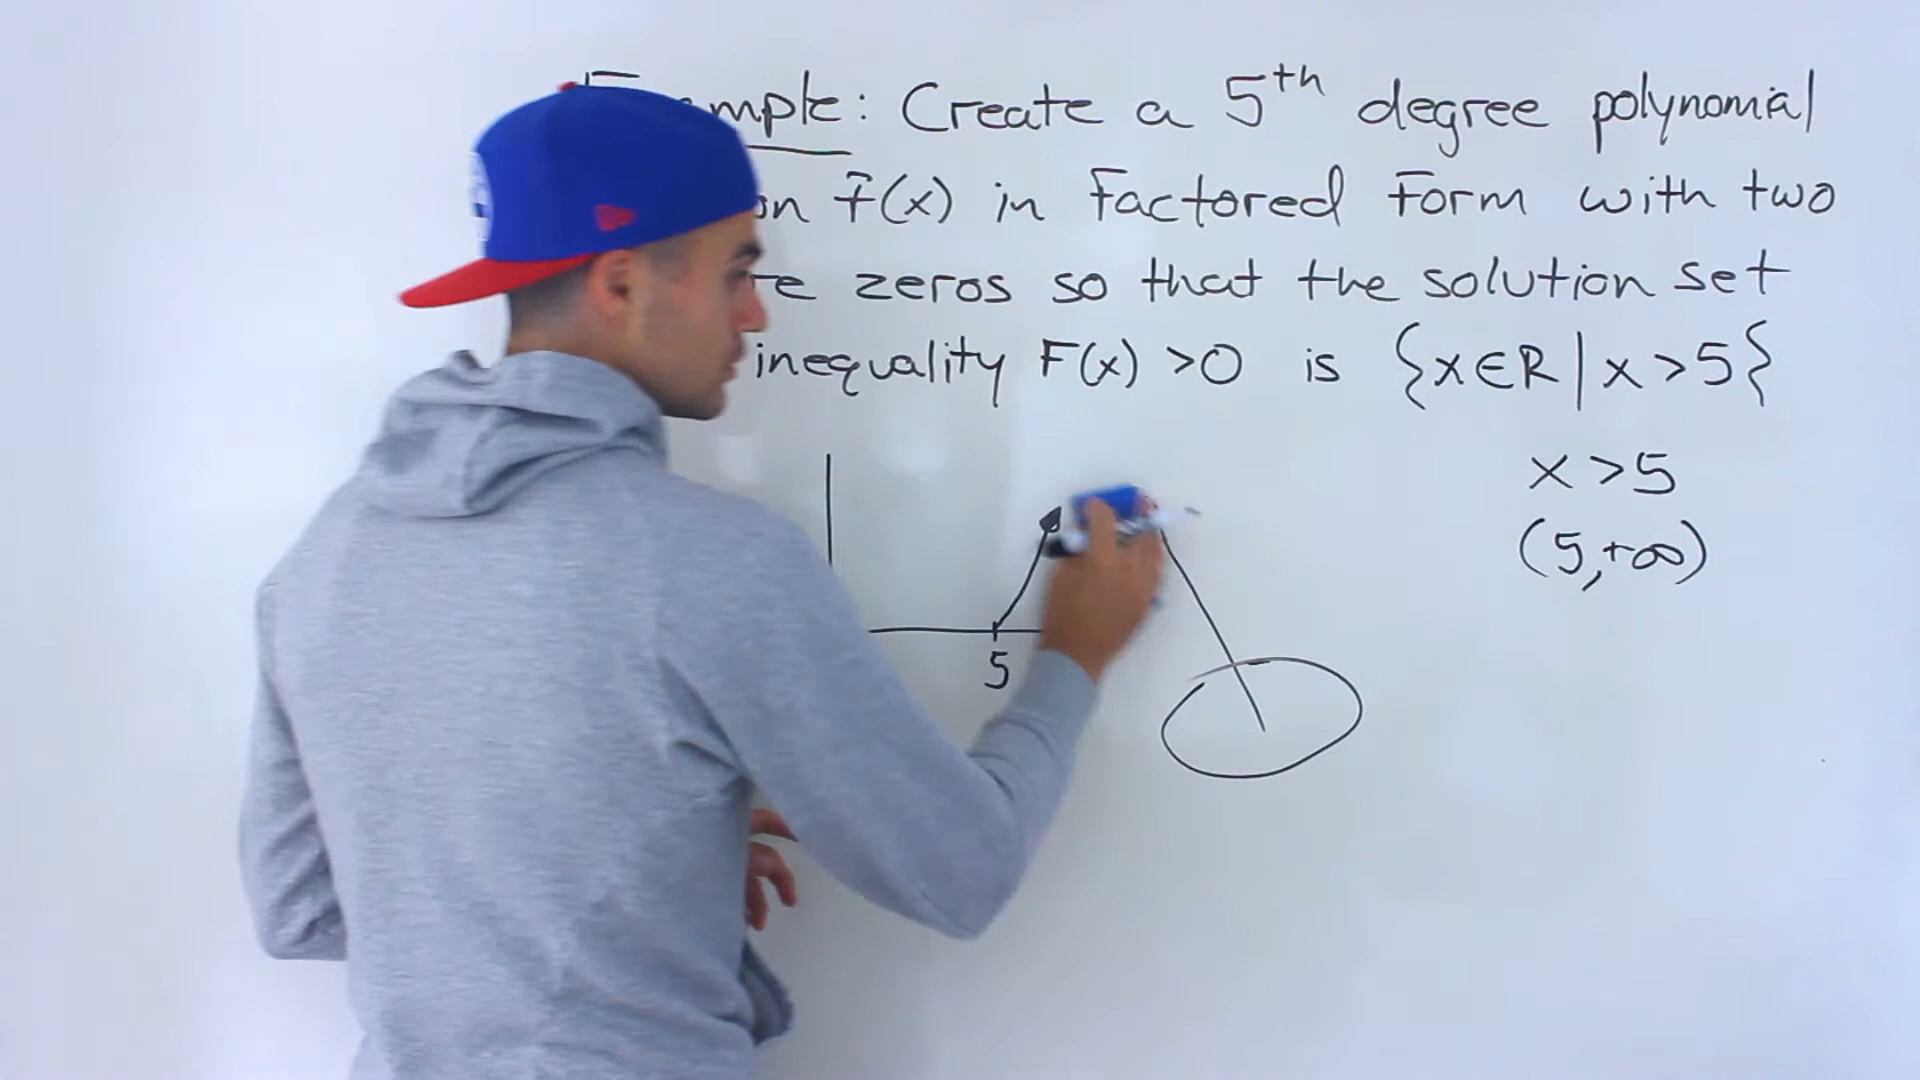 mple: Create a 5th degree polynomial
on f(x) in factored form with two
zeros so that the solution set
inequality F(x) >0 is {x∈R | x >5}
x >5
(5,+∞)
5